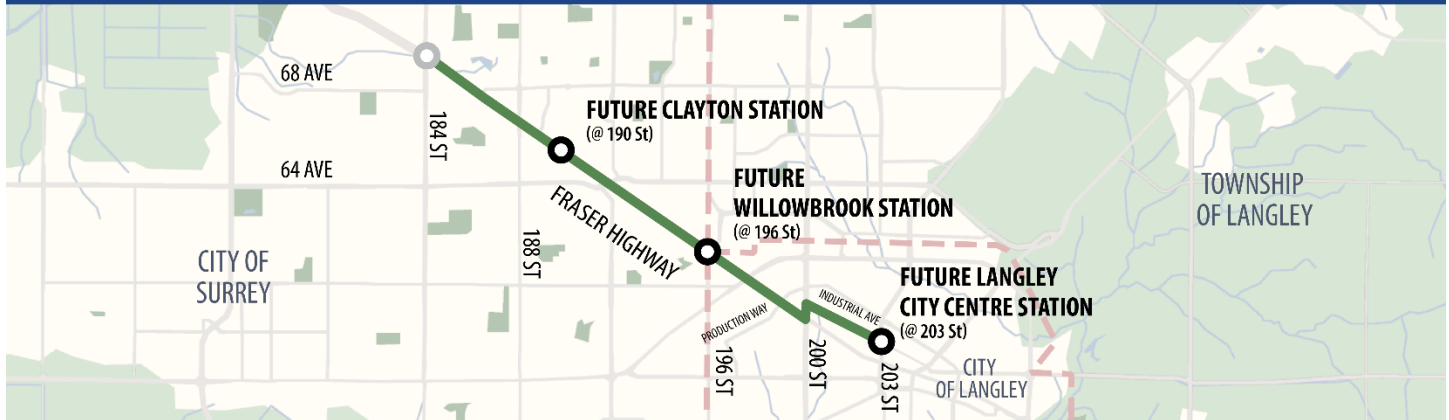 68 AVE
184 ST
FUTURE CLAYTON STATION
(@ 190 St)
64 AVE
FUTURE
WILLOWBROOK STATION
(@ 196 St)
TOWNSHIP
OF LANGLEY
FRASER HIGHWAY
188 ST
CITY OF
SURREY
FUTURE LANGLEY
CITY CENTRE STATION
(@ 203 St)
PRODUCTION WAY
INDUSTRIAL AVE
196 ST
200 ST
203 ST
CITY
OF LANGLEY